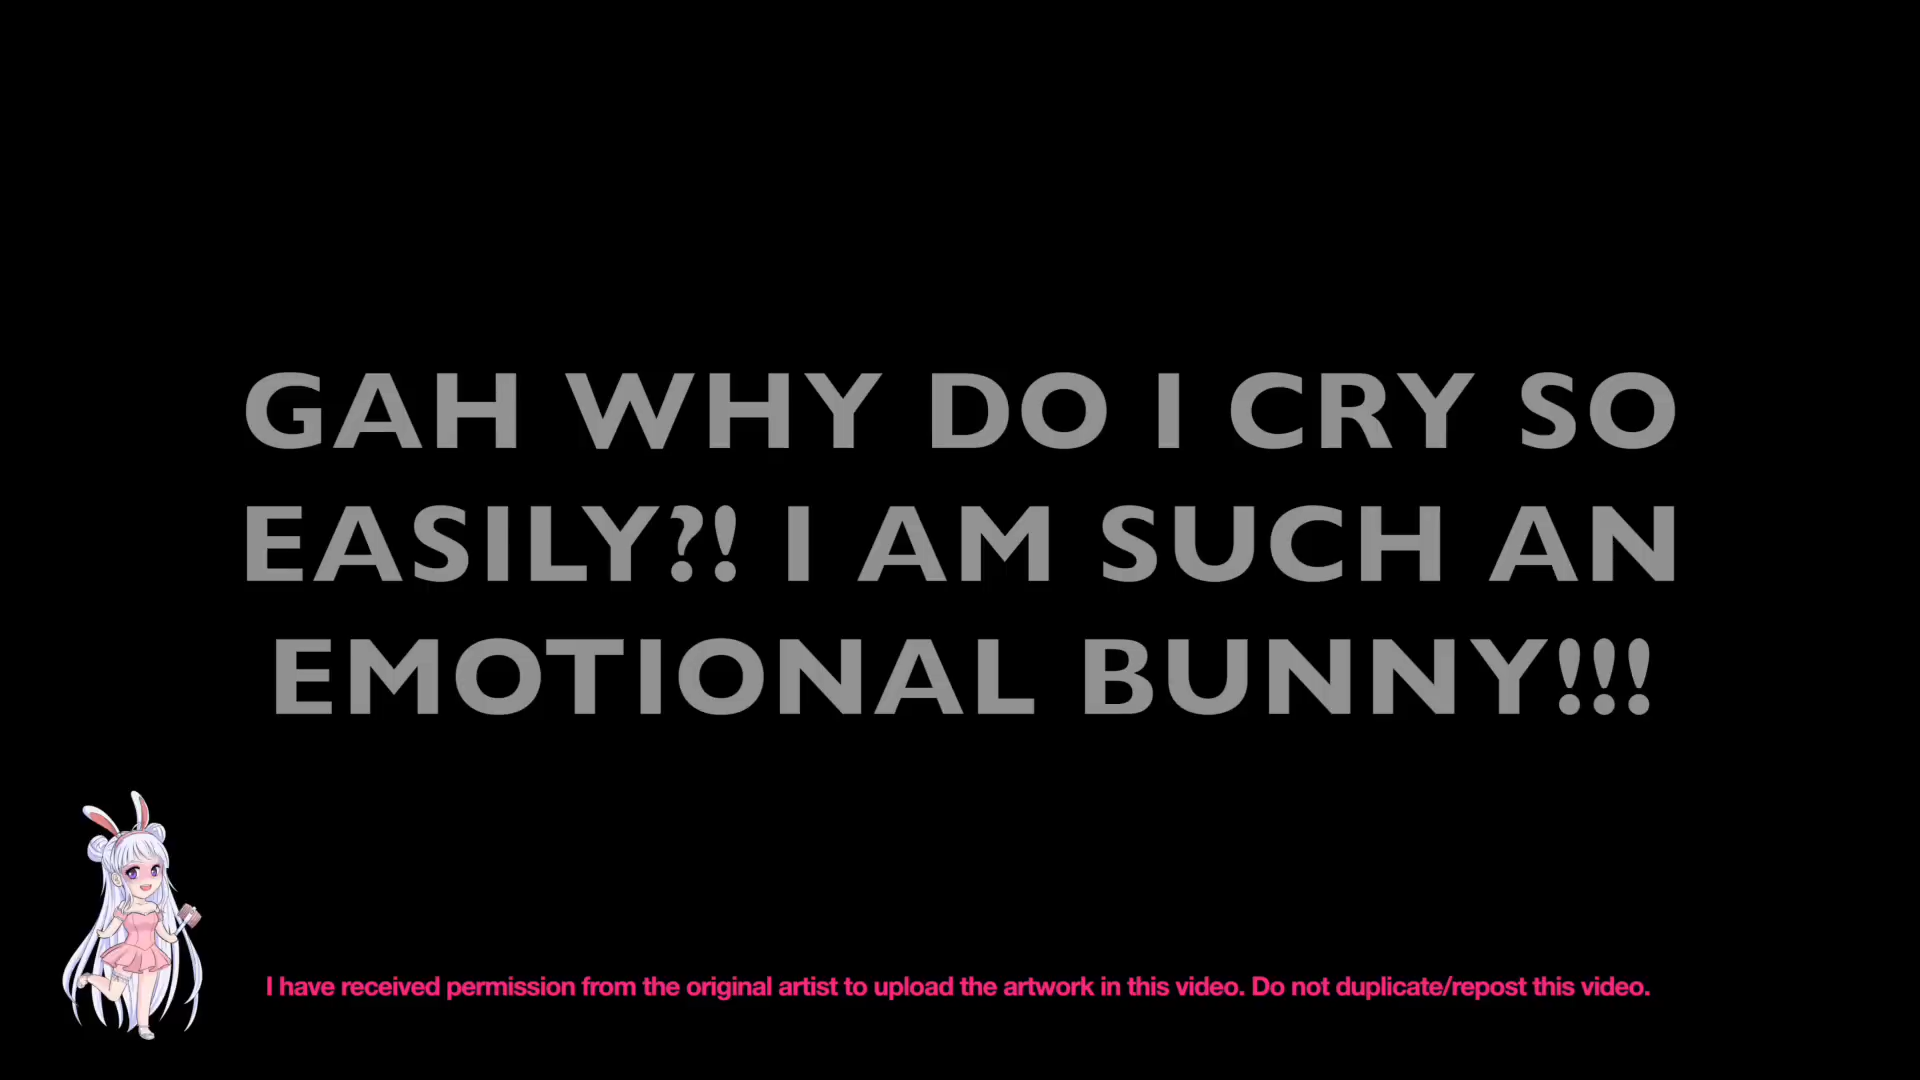 GAH WHY DO I CRY SO
EASILY?! I AM SUCH AN
EMOTIONAL BUNNY!!!
I have received permission from the original artist to upload the artwork in this video. Do not duplicate/repost this video.